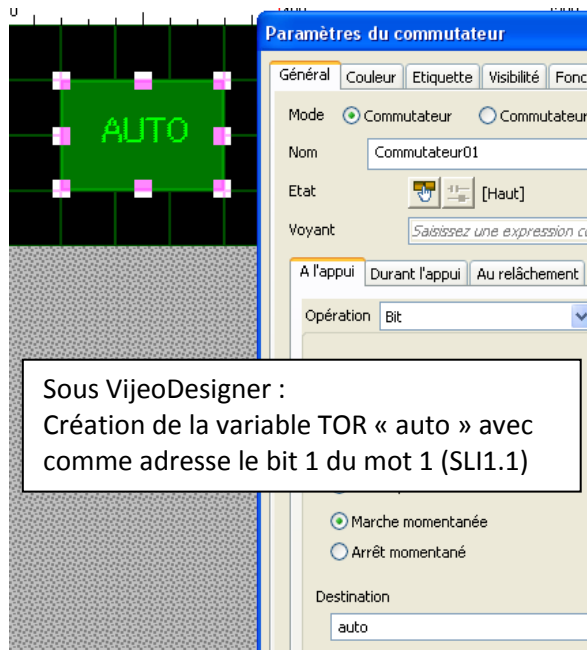 Paramètres du commutateur
Général Couleur Etiquette Visibilité Fonc
Mode Commutateur Commutateur
AUTO
Nom Commutateur01
Etat [Haut]
Voyant Saisissez une expression co
A l'appui Durant l'appui Au relâchement
Opération Bit
Sous VijeoDesigner :
Création de la variable TOR « auto » avec
comme adresse le bit 1 du mot 1 (SLI1.1)
Marche momentanée
Arrêt momentané
Destination
auto